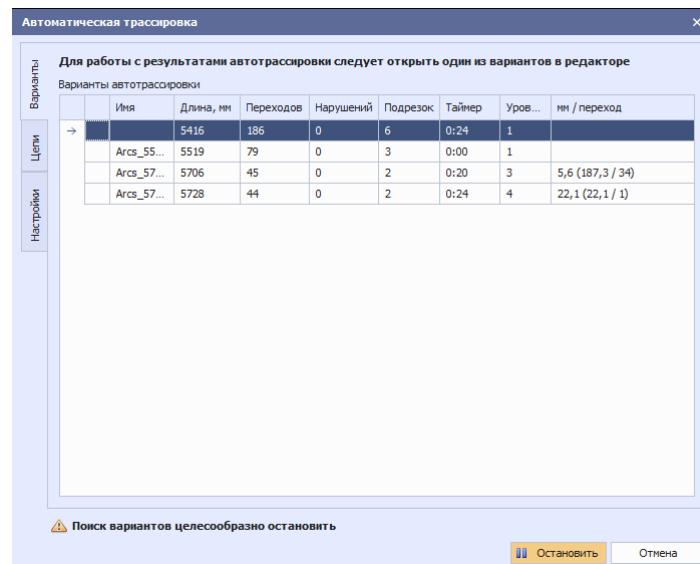 Автоматическая трассировка
Варианты
Цепи
Настройки
Для работы с результатами автотрассировки следует открыть один из вариантов в редакторе
Варианты автотрассировки
Имя Длина, мм Переходов Нарушений Подрезок Таймер Уров... мм / переход
5416 186 0 6 0:24 1
Arcs_55... 5519 79 0 3 0:00 1
Arcs_57... 5706 45 0 2 0:20 3 5,6 (187,3 / 34)
Arcs_57... 5728 44 0 2 0:24 4 22,1 (22,1 / 1)
Поиск вариантов целесообразно остановить
Остановить Отмена